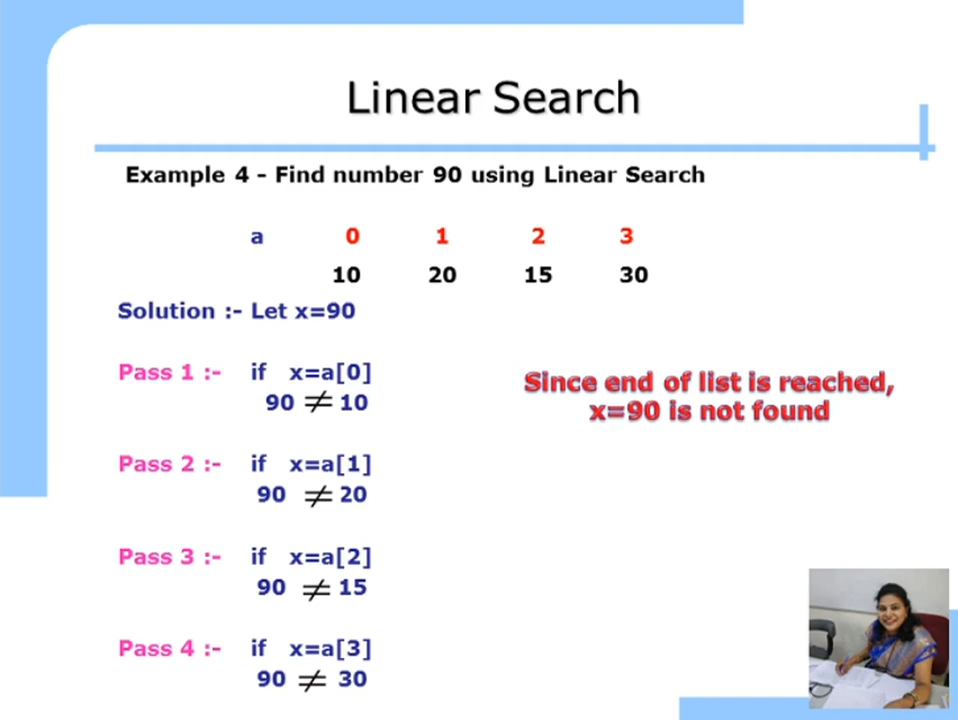 Linear Search
Example 4 - Find number 90 using Linear Search
a 0 1 2 3
10 20 15 30
Solution :- Let x=90
Pass 1 :- if x=a[0]
90 ≠ 10
Since end of list is reached,
x=90 is not found
Pass 2 :- if x=a[1]
90 ≠ 20
Pass 3 :- if x=a[2]
90 ≠ 15
Pass 4 :- if x=a[3]
90 ≠ 30